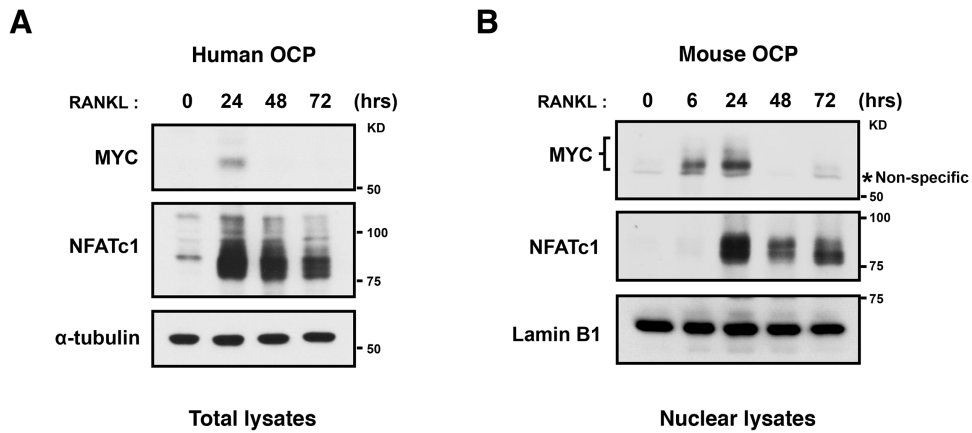 A
Human OCP
RANKL : 0 24 48 72 (hrs)
KD
MYC
50
NFATc1
100
75
α-tubulin
50
Total lysates
B
Mouse OCP
RANKL : 0 6 24 48 72 (hrs)
KD
MYC
* Non-specific
50
100
NFATc1
75
75
Lamin B1
Nuclear lysates